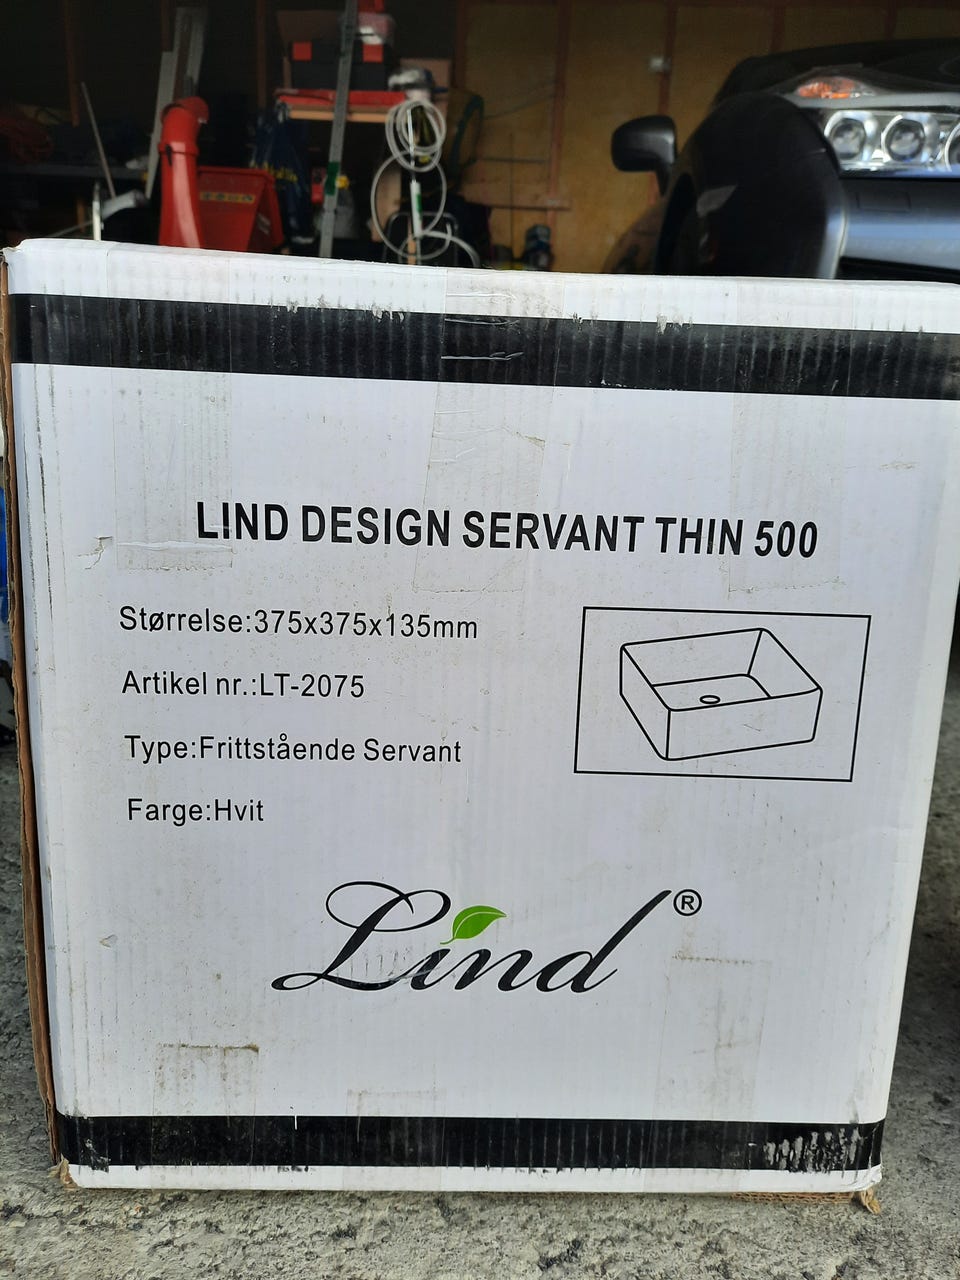 LIND DESIGN SERVANT THIN 500
Størrelse:375x375x135mm
Artikel nr.:LT-2075
Type:Frittstående Servant
Farge:Hvit
Lind®